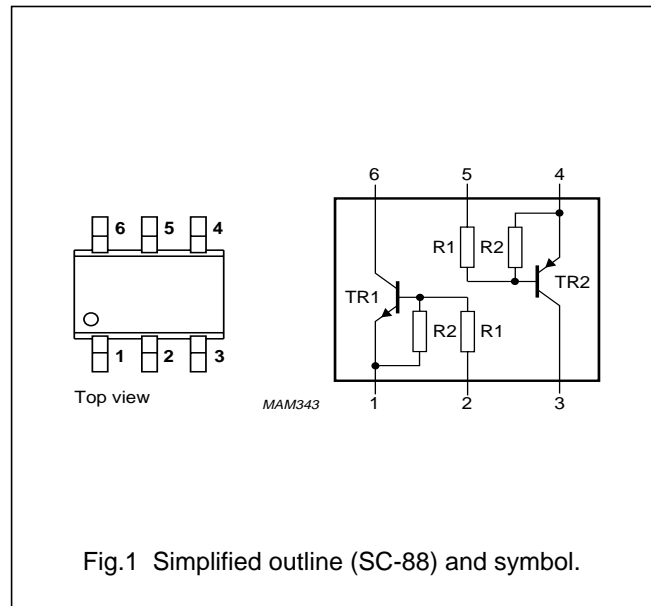 6 5 4
1 2 3
Top view
6 5 4
R1 R2
TR1 TR2
R2 R1
1 2 3
MAM343
Fig.1 Simplified outline (SC-88) and symbol.